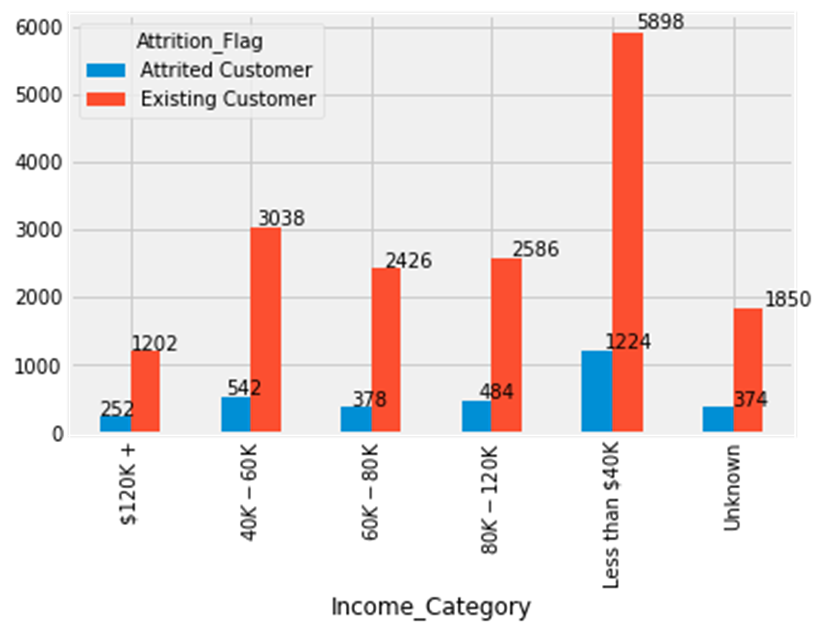 6000
5000
4000
3000
2000
1000
0
Attrition_Flag
Attrited Customer
Existing Customer
252
1202
542
3038
378
2426
484
2586
1224
5898
374
1850
$120K +
40K − 60K
60K − 80K
80K − 120K
Less than $40K
Unknown
Income_Category